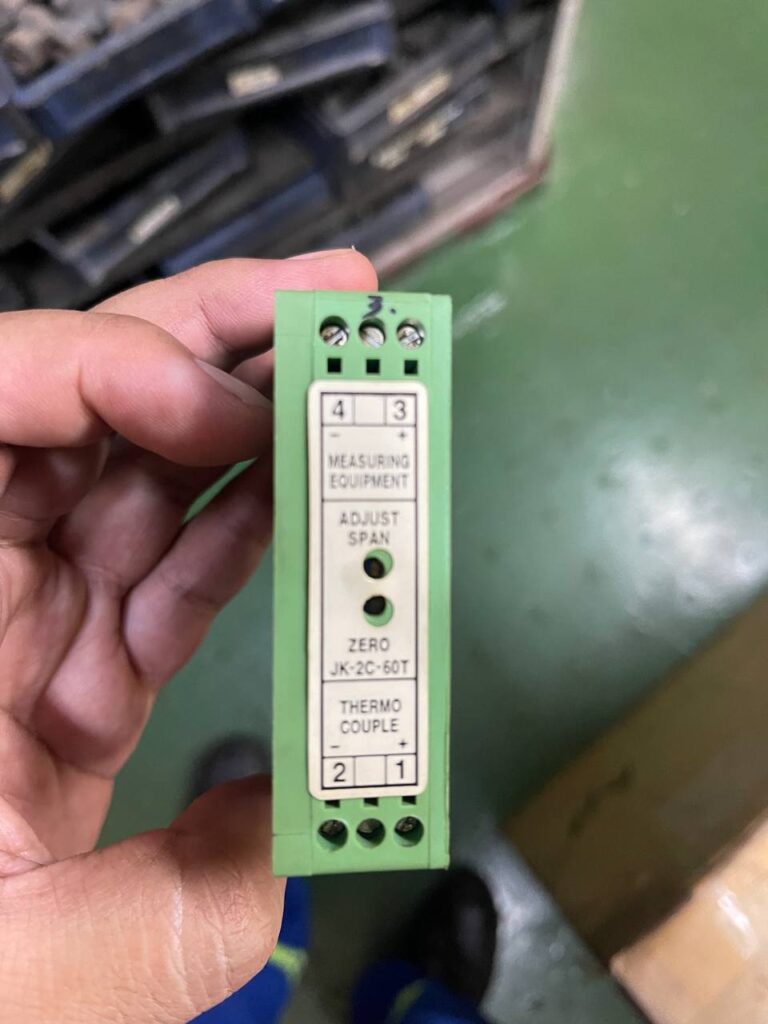 3.
4 3
- +
MEASURING
EQUIPMENT
ADJUST
SPAN
ZERO
JK-2C-60T
THERMO
COUPLE
- +
2 1